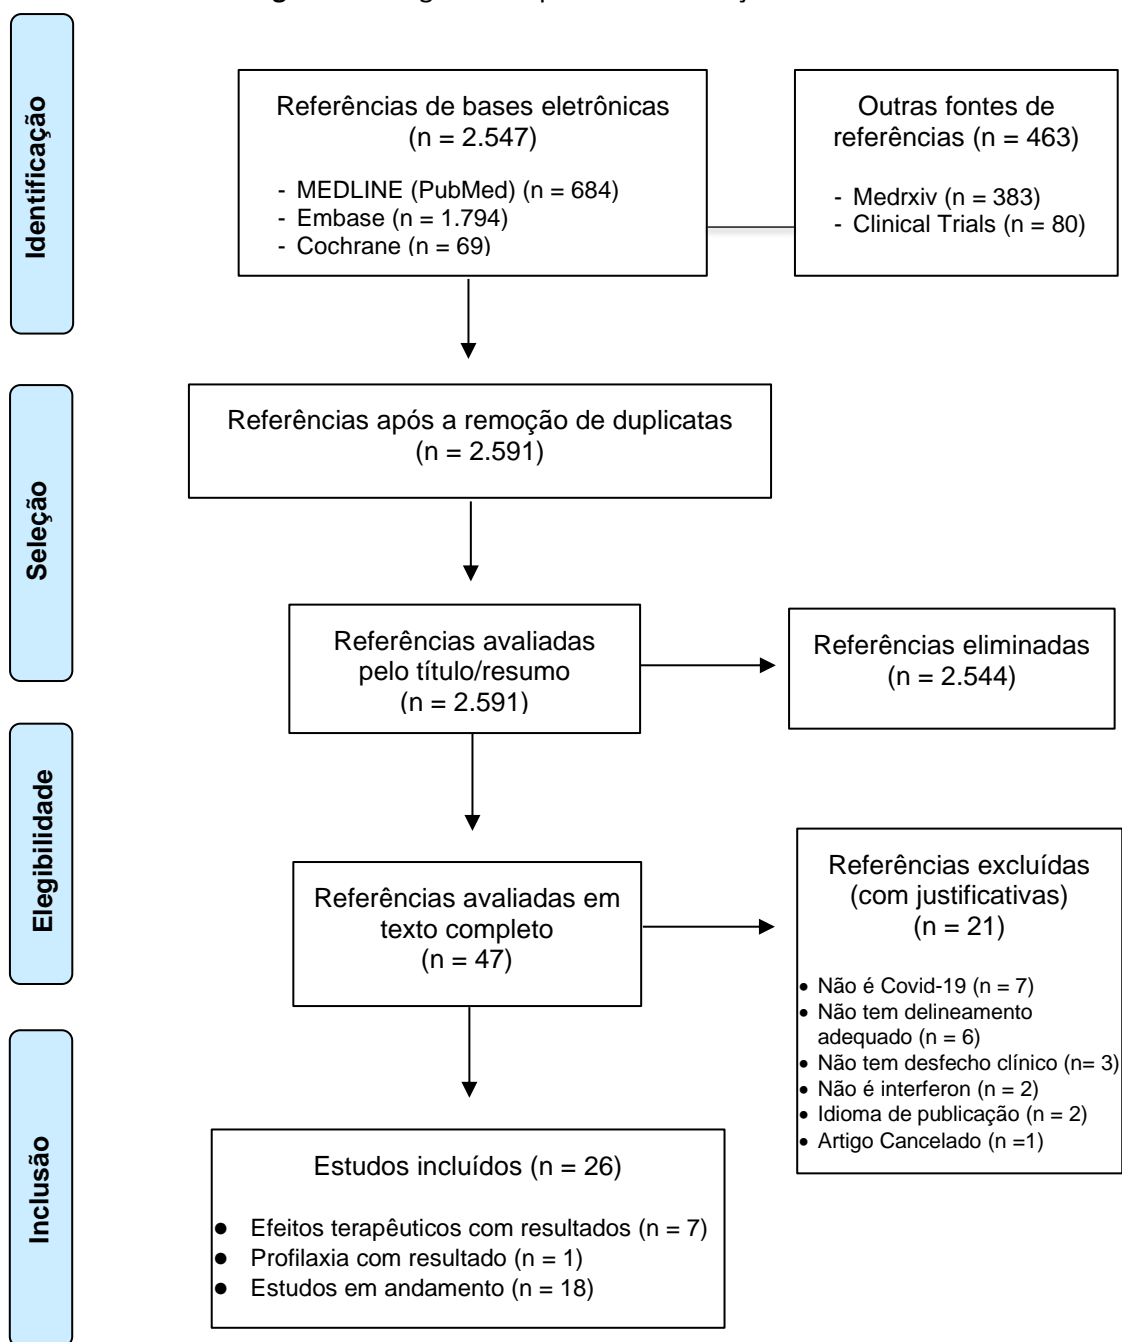 Identificação
Referências de bases eletrônicas
(n = 2.547)
- MEDLINE (PubMed) (n = 684)
- Embase (n = 1.794)
- Cochrane (n = 69)
Outras fontes de
referências (n = 463)
- Medrxiv (n = 383)
- Clinical Trials (n = 80)
Seleção
Referências após a remoção de duplicatas
(n = 2.591)
Referências avaliadas
pelo título/resumo
(n = 2.591)
Referências eliminadas
(n = 2.544)
Elegibilidade
Referências avaliadas em
texto completo
(n = 47)
Referências excluídas
(com justificativas)
(n = 21)
• Não é Covid-19 (n = 7)
• Não tem delineamento
adequado (n = 6)
• Não tem desfecho clínico (n= 3)
• Não é interferon (n = 2)
• Idioma de publicação (n = 2)
• Artigo Cancelado (n =1)
Inclusão
Estudos incluídos (n = 26)
● Efeitos terapêuticos com resultados (n = 7)
● Profilaxia com resultado (n = 1)
● Estudos em andamento (n = 18)